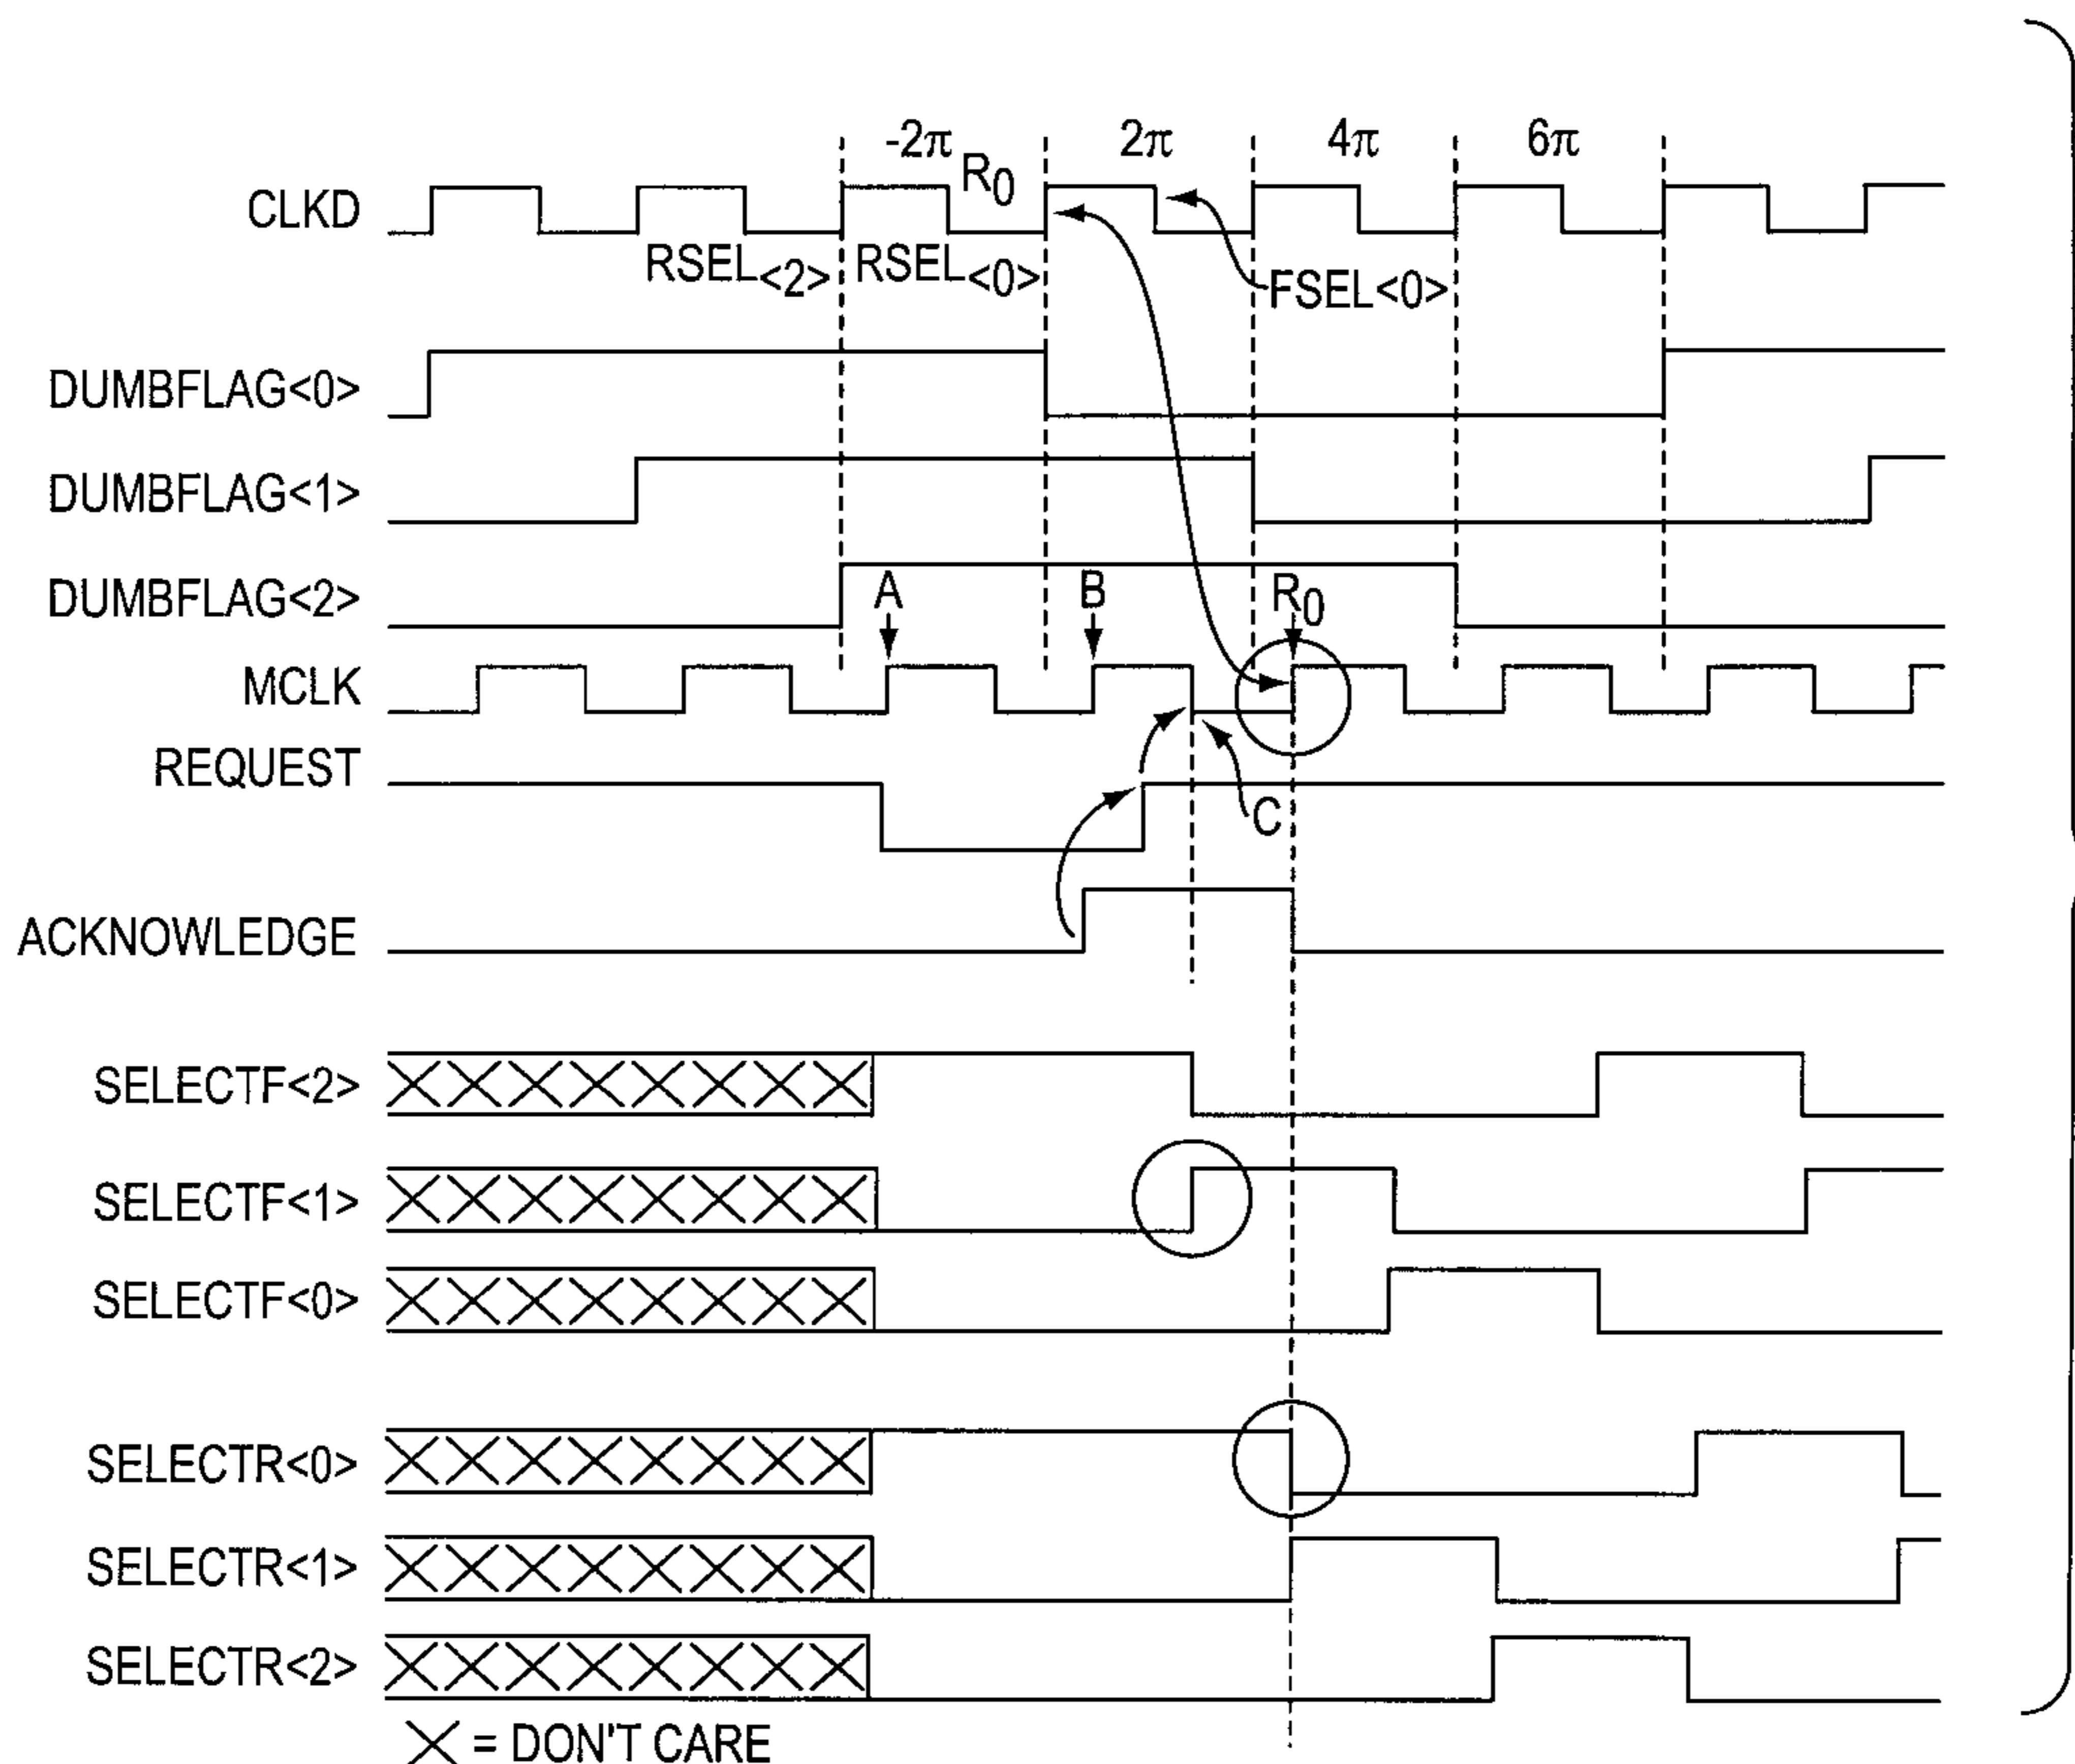 -2π 2π 4π 6π
CLKD R0
RSEL<2> RSEL<0> FSEL<0>
DUMBFLAG<0>
DUMBFLAG<1>
DUMBFLAG<2> A B R0
MCLK
REQUEST
C
ACKNOWLEDGE
SELECTF<2>
SELECTF<1>
SELECTF<0>
SELECTR<0>
SELECTR<1>
SELECTR<2>
X = DON'T CARE